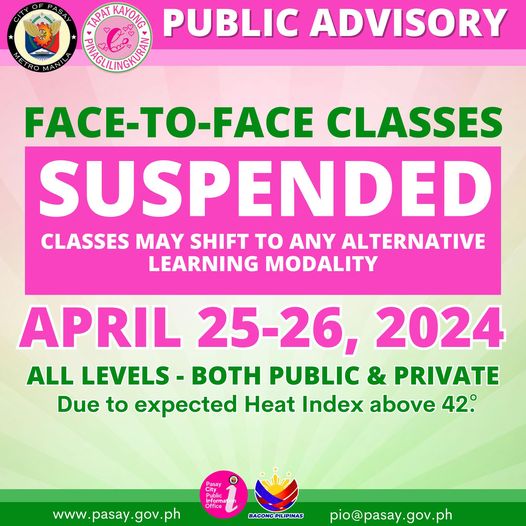 CITY OF PASAY
METRO MANILA
TAPAT KAYONG
PINAGLILINGKURAN
PUBLIC ADVISORY
FACE-TO-FACE CLASSES
SUSPENDED
CLASSES MAY SHIFT TO ANY ALTERNATIVE
LEARNING MODALITY
APRIL 25-26, 2024
ALL LEVELS - BOTH PUBLIC & PRIVATE
Due to expected Heat Index above 42°.
Pasay
City
Public
Information
Office
i
BAGONG PILIPINAS
www.pasay.gov.ph
pio@pasay.gov.ph